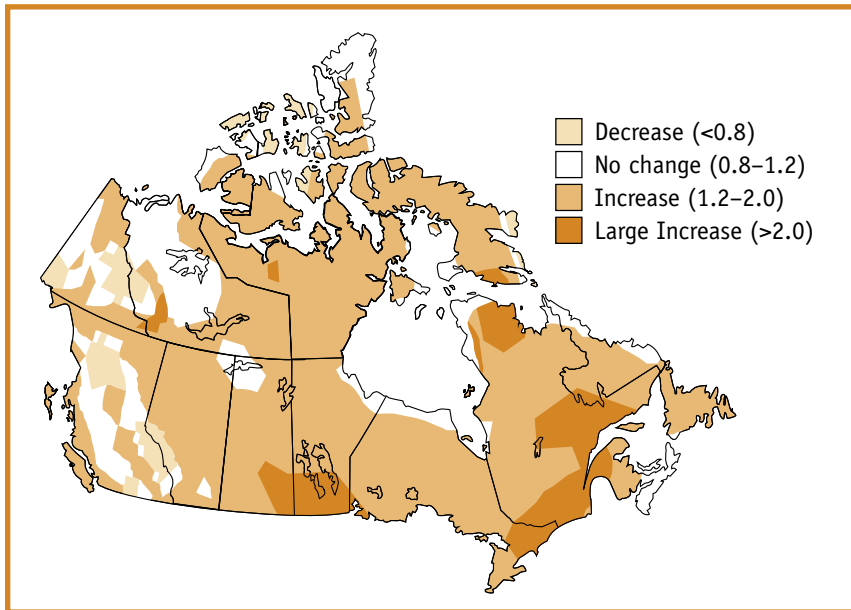 Decrease (<0.8)
No change (0.8–1.2)
Increase (1.2–2.0)
Large Increase (>2.0)